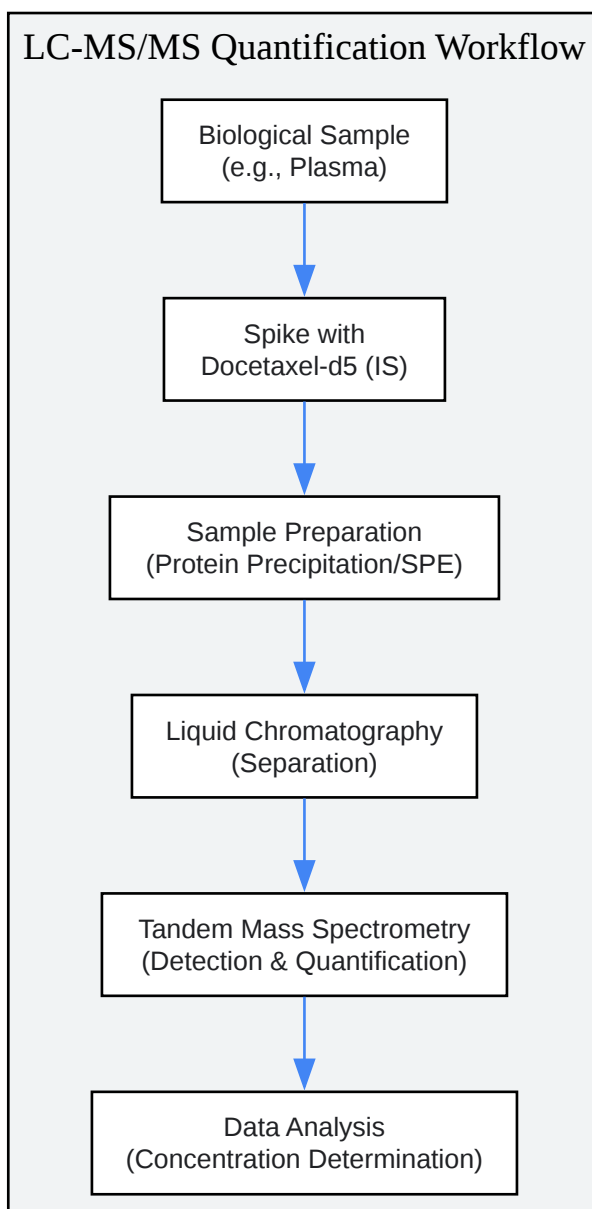 LC-MS/MS Quantification Workflow
Biological Sample
(e.g., Plasma)
Spike with
Docetaxel-d5 (IS)
Sample Preparation
(Protein Precipitation/SPE)
Liquid Chromatography
(Separation)
Tandem Mass Spectrometry
(Detection & Quantification)
Data Analysis
(Concentration Determination)